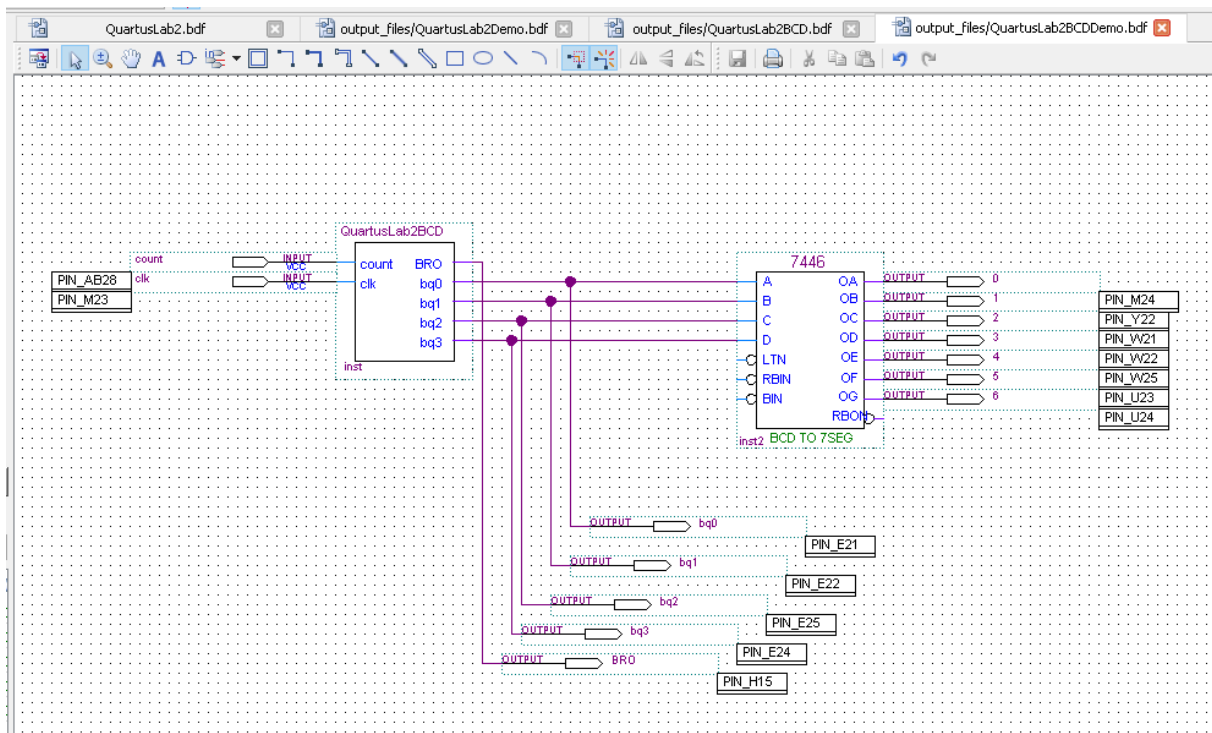 QuartusLab2.bdf
output_files/QuartusLab2Demo.bdf
output_files/QuartusLab2BCD.bdf
output_files/QuartusLab2BCDDemo.bdf
QuartusLab2BCD
count
INPUT
VCC
clk
INPUT
VCC
PIN_AB28
PIN_M23
count
BRO
clk
bq0
bq1
bq2
bq3
inst
7446
A
OA
B
OB
C
OC
D
OD
LTN
OE
RBIN
OF
BIN
OG
RBON
inst2
BCD TO 7SEG
OUTPUT
0
OUTPUT
1
OUTPUT
2
OUTPUT
3
OUTPUT
4
OUTPUT
5
OUTPUT
6
PIN_M24
PIN_Y22
PIN_W21
PIN_W22
PIN_W25
PIN_U23
PIN_U24
OUTPUT
bq0
PIN_E21
OUTPUT
bq1
PIN_E22
OUTPUT
bq2
PIN_E25
OUTPUT
bq3
PIN_E24
OUTPUT
BRO
PIN_H15